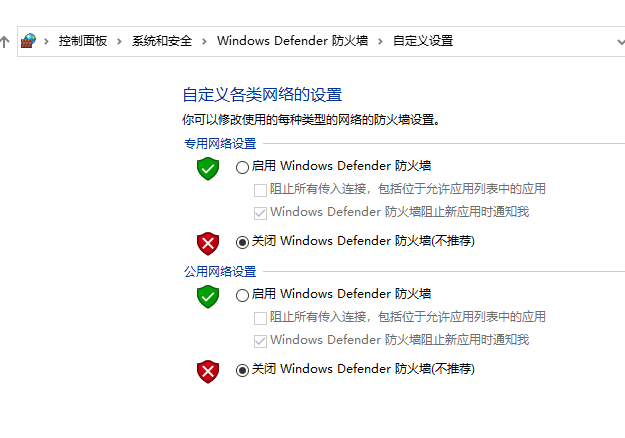 控制面板 › 系统和安全 › Windows Defender 防火墙 › 自定义设置
自定义各类网络的设置
你可以修改使用的每种类型的网络的防火墙设置。
专用网络设置
启用 Windows Defender 防火墙
阻止所有传入连接，包括位于允许应用列表中的应用
Windows Defender 防火墙阻止新应用时通知我
关闭 Windows Defender 防火墙(不推荐)
公用网络设置
启用 Windows Defender 防火墙
阻止所有传入连接，包括位于允许应用列表中的应用
Windows Defender 防火墙阻止新应用时通知我
关闭 Windows Defender 防火墙(不推荐)